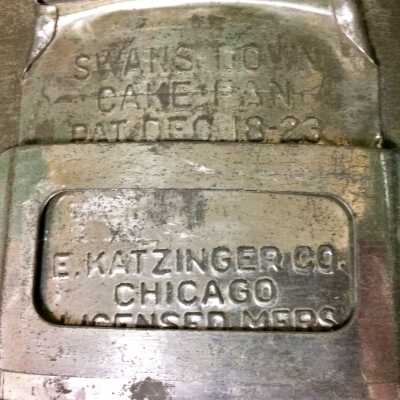 SWANS DOWN
CAKE PAN
PAT. DEC. 18-23
E. KATZINGER CO.
CHICAGO
LICENSED MFRS